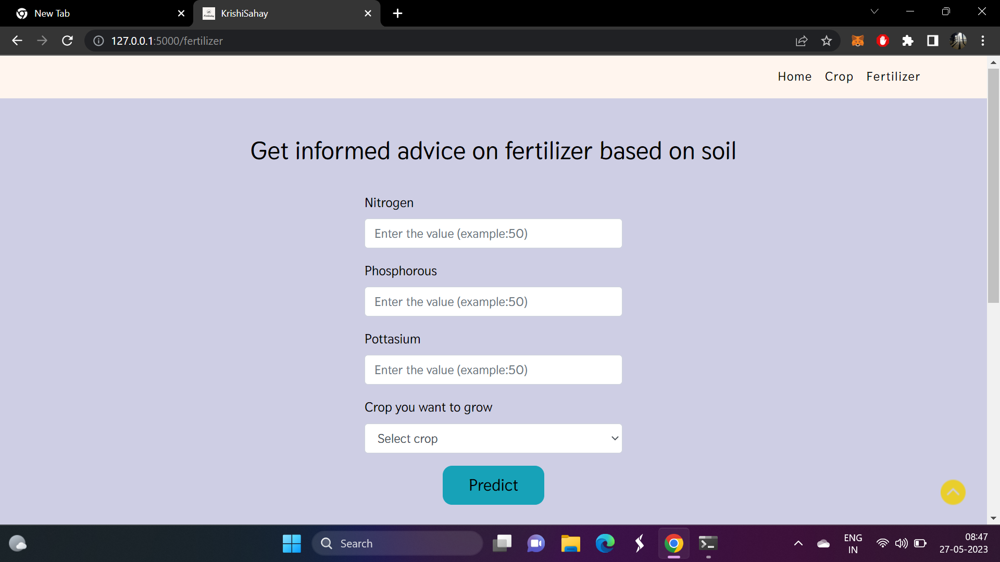 New Tab
KrishiSahay
127.0.0.1:5000/fertilizer
Home Crop Fertilizer
Get informed advice on fertilizer based on soil
Nitrogen
Enter the value (example:50)
Phosphorous
Enter the value (example:50)
Pottasium
Enter the value (example:50)
Crop you want to grow
Select crop
Predict
Search
ENG
IN
08:47
27-05-2023